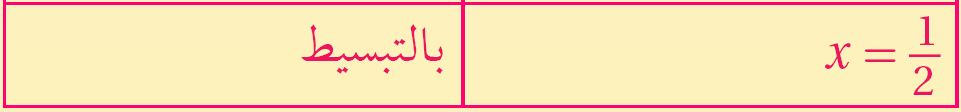 x = 1/2
بالتبسيط